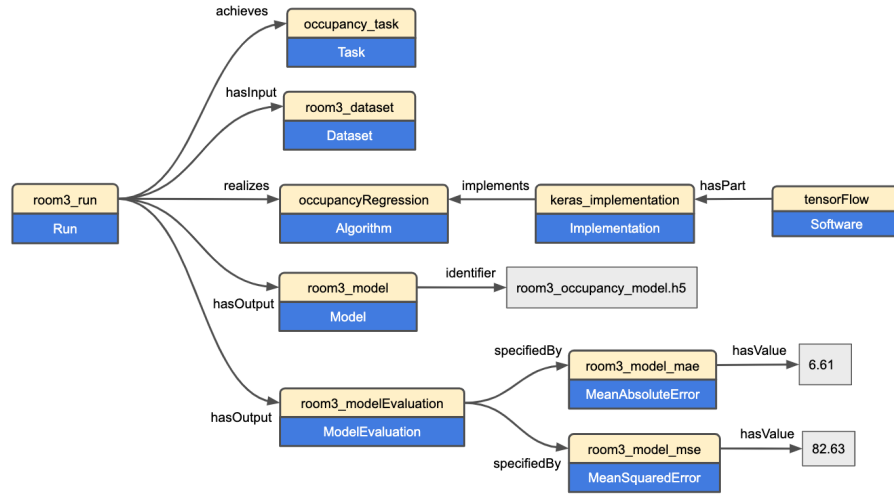 achieves
occupancy_task
Task
hasInput
room3_dataset
Dataset
room3_run
Run
realizes
occupancyRegression
Algorithm
implements
keras_implementation
Implementation
hasPart
tensorFlow
Software
hasOutput
room3_model
Model
identifier
room3_occupancy_model.h5
hasOutput
room3_modelEvaluation
ModelEvaluation
specifiedBy
room3_model_mae
MeanAbsoluteError
hasValue
6.61
specifiedBy
room3_model_mse
MeanSquaredError
hasValue
82.63